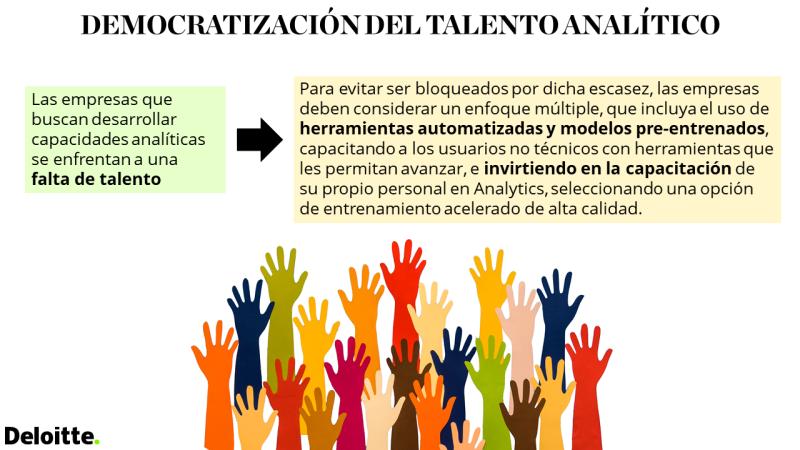 DEMOCRATIZACIÓN DEL TALENTO ANALÍTICO
Las empresas que
buscan desarrollar
capacidades analíticas
se enfrentan a una
falta de talento
Para evitar ser bloqueados por dicha escasez, las empresas
deben considerar un enfoque múltiple, que incluya el uso de
herramientas automatizadas y modelos pre-entrenados,
capacitando a los usuarios no técnicos con herramientas que
les permitan avanzar, e invirtiendo en la capacitación de
su propio personal en Analytics, seleccionando una opción
de entrenamiento acelerado de alta calidad.
Deloitte.